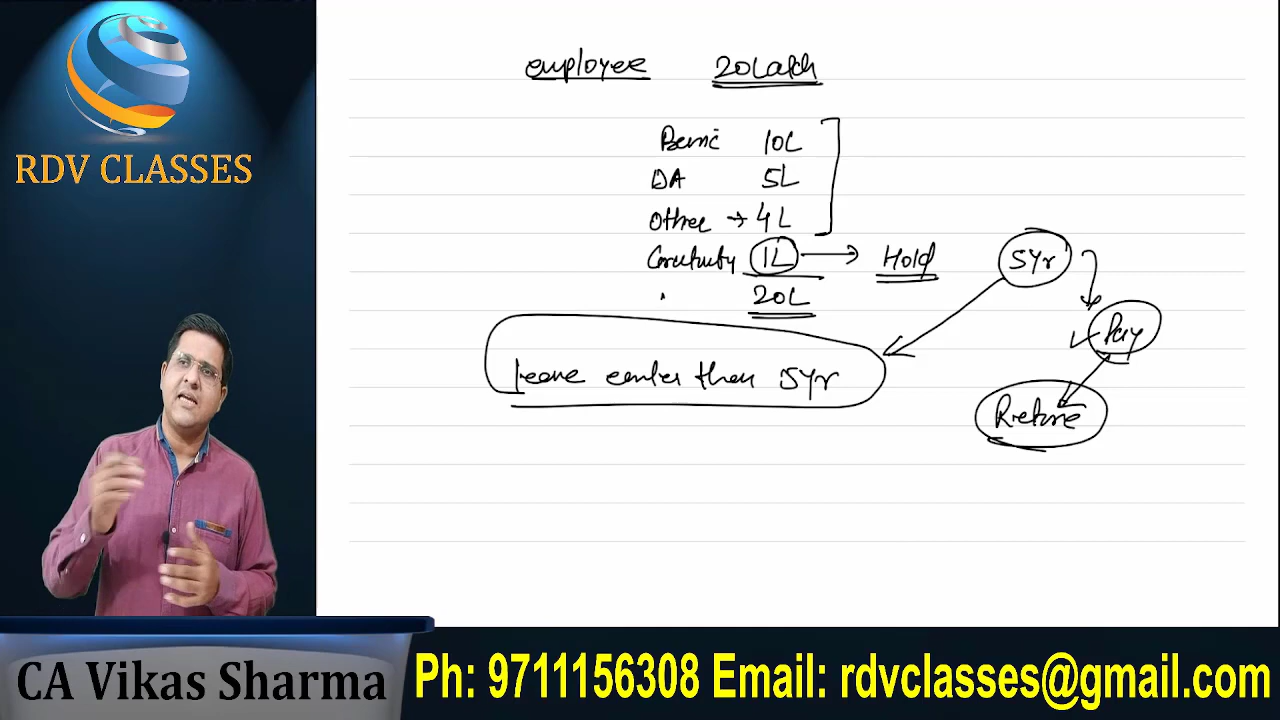 RDV CLASSES
employee 20Lakh
Basic 10L
DA 5L
Other → 4L
Gratuity 1L → Hold 5Yr
20L
Pay
leave earlier than 5Yr
Retire
CA Vikas Sharma
Ph: 9711156308 Email: rdvclasses@gmail.com